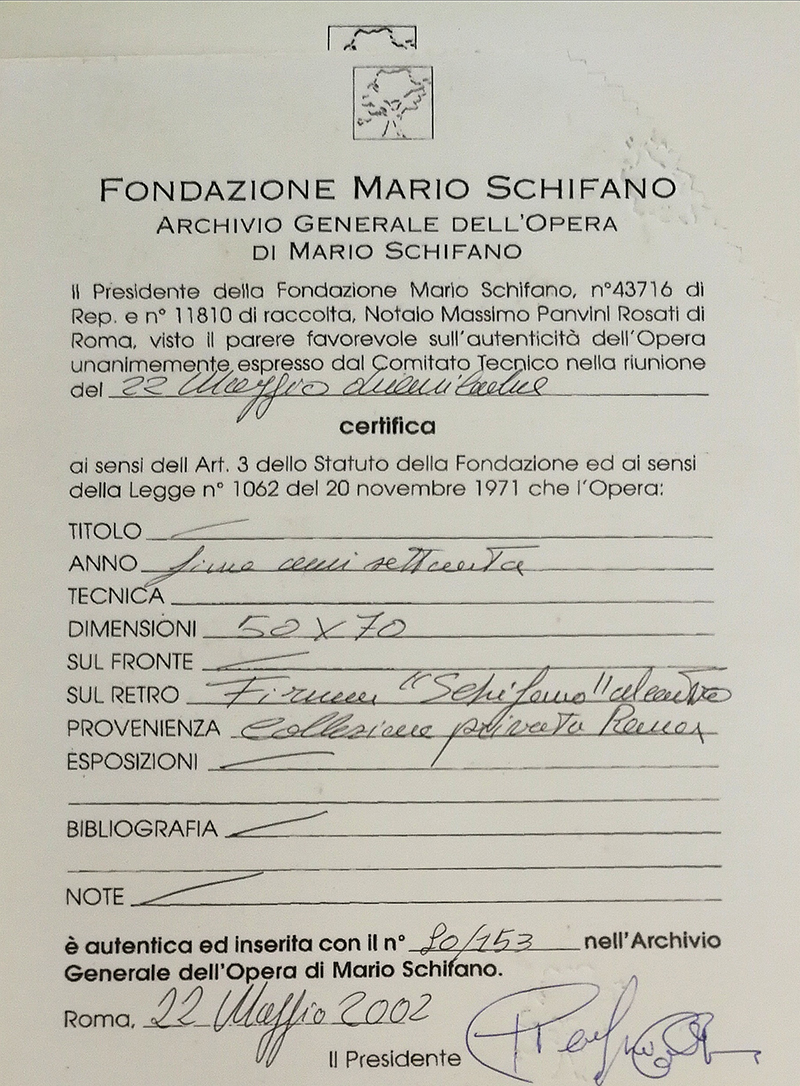 FONDAZIONE MARIO SCHIFANO
ARCHIVIO GENERALE DELL'OPERA
DI MARIO SCHIFANO
Il Presidente della Fondazione Mario Schifano, n°43716 di
Rep. e n° 11810 di raccolta, Notaio Massimo Panvini Rosati di
Roma, visto il parere favorevole sull'autenticità dell'Opera
unanimemente espresso dal Comitato Tecnico nella riunione
del 22 Maggio duemiladue
certifica
ai sensi dell Art. 3 dello Statuto della Fondazione ed ai sensi
della Legge n° 1062 del 20 novembre 1971 che l'Opera:
TITOLO
ANNO fine anni settanta
TECNICA
DIMENSIONI 50 X 70
SUL FRONTE
SUL RETRO Firma "Schifano" al centro
PROVENIENZA Collezione privata Roma
ESPOSIZIONI
BIBLIOGRAFIA
NOTE
è autentica ed inserita con il n° 80/153 nell'Archivio
Generale dell'Opera di Mario Schifano.
Roma, 22 Maggio 2002
Il Presidente